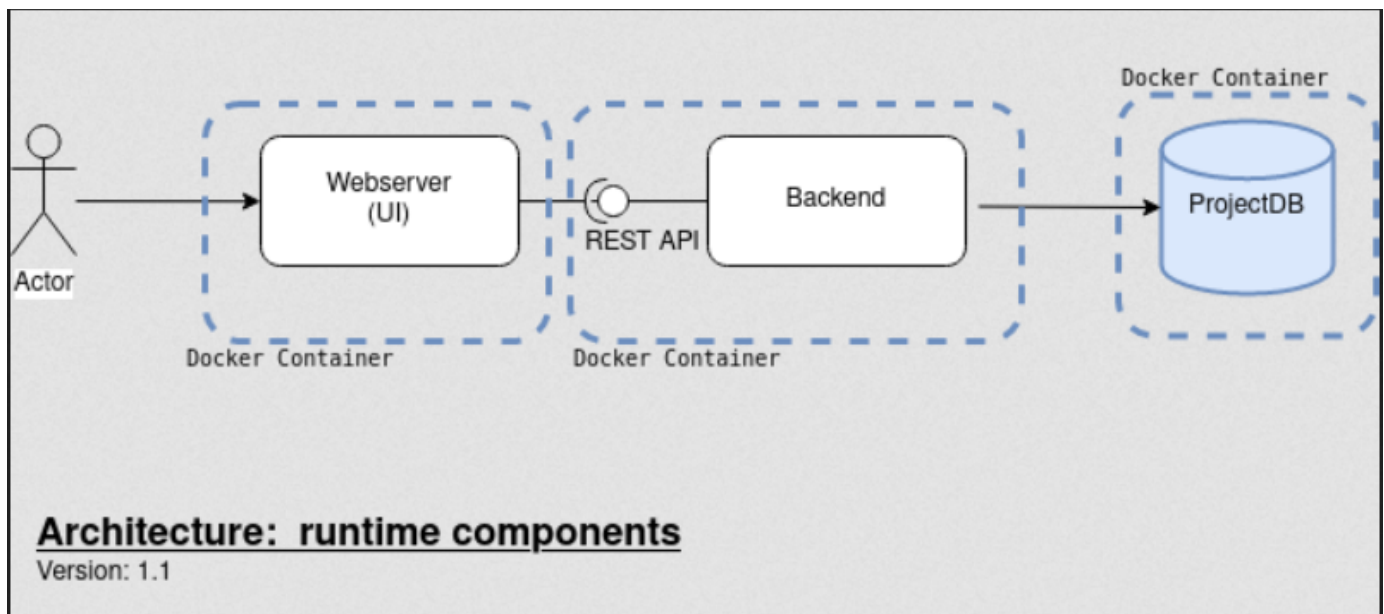 Docker Container
Webserver
(UI)
Backend
ProjectDB
REST API
Actor
Docker Container
Docker Container
Architecture:  runtime components
Version: 1.1